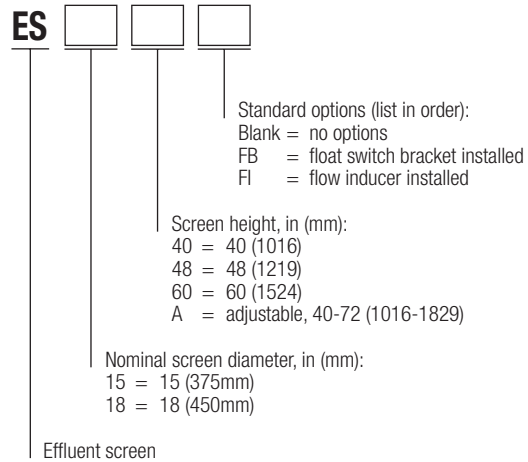 ES
Standard options (list in order):
Blank = no options
FB = float switch bracket installed
FI = flow inducer installed
Screen height, in (mm):
40 = 40 (1016)
48 = 48 (1219)
60 = 60 (1524)
A = adjustable, 40-72 (1016-1829)
Nominal screen diameter, in (mm):
15 = 15 (375mm)
18 = 18 (450mm)
Effluent screen